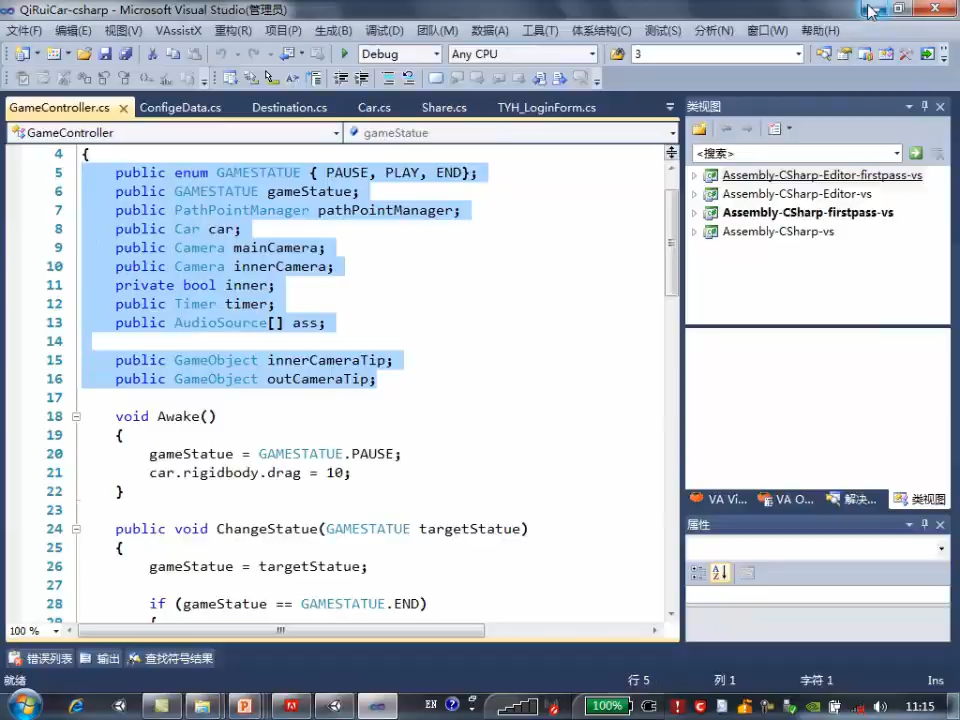 QiRuiCar-csharp - Microsoft Visual Studio(管理员)
文件(F) 编辑(E) 视图(V) VAssistX 重构(R) 项目(P) 生成(B) 调试(D) 团队(M) 数据(A) 工具(T) 体系结构(C) 测试(S) 分析(N) 窗口(W) 帮助(H)
Debug Any CPU 3
GameController.cs ConfigeData.cs Destination.cs Car.cs Share.cs TYH_LoginForm.cs
GameController gameStatue
4 {
5 public enum GAMESTATUE { PAUSE, PLAY, END};
6 public GAMESTATUE gameStatue;
7 public PathPointManager pathPointManager;
8 public Car car;
9 public Camera mainCamera;
10 public Camera innerCamera;
11 private bool inner;
12 public Timer timer;
13 public AudioSource[] ass;
14
15 public GameObject innerCameraTip;
16 public GameObject outCameraTip;
17
18 void Awake()
19 {
20 gameStatue = GAMESTATUE.PAUSE;
21 car.rigidbody.drag = 10;
22 }
23
24 public void ChangeStatue(GAMESTATUE targetStatue)
25 {
26 gameStatue = targetStatue;
27
28 if (gameStatue == GAMESTATUE.END)
29 {
100 %
类视图
<搜索>
Assembly-CSharp-Editor-firstpass-vs
Assembly-CSharp-Editor-vs
Assembly-CSharp-firstpass-vs
Assembly-CSharp-vs
VA Vi... VA O... 解决... 类视图
属性
错误列表 输出 查找符号结果
就绪 行 5 列 1 字符 1 Ins
EN 100% 11:15